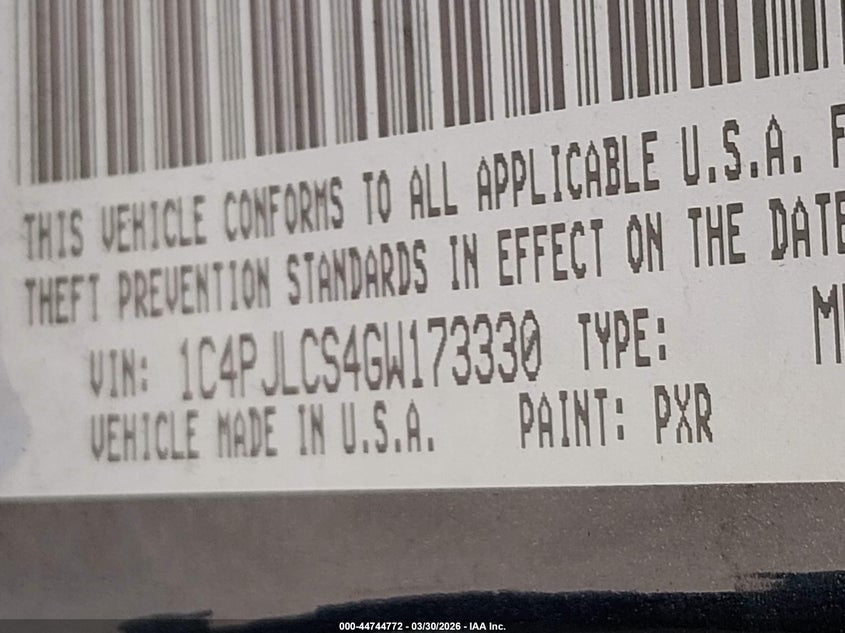 THIS VEHICLE CONFORMS TO ALL APPLICABLE U.S.A. F
THEFT PREVENTION STANDARDS IN EFFECT ON THE DATE
VIN: 1C4PJLCS4GW173330 TYPE: M
VEHICLE MADE IN U.S.A. PAINT: PXR
000-44744772 - 03/30/2026 - IAA Inc.